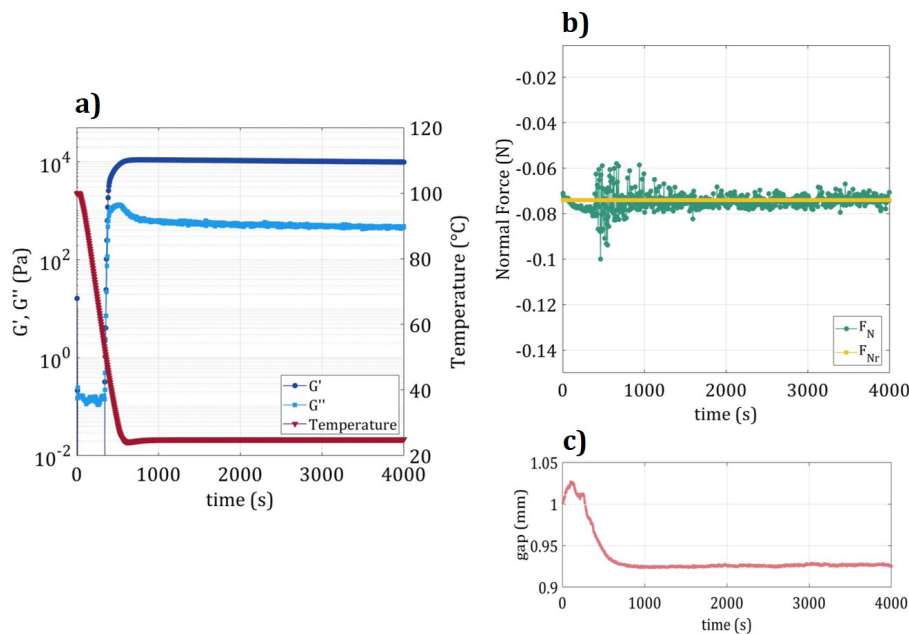 a)
G', G'' (Pa)
10^4
10^2
10^0
10^-2
120
100
80
60
40
20
Temperature (°C)
G'
G''
Temperature
0 1000 2000 3000 4000
time (s)
b)
Normal Force (N)
-0.02
-0.04
-0.06
-0.08
-0.1
-0.12
-0.14
F_N
F_Nr
0 1000 2000 3000 4000
time (s)
c)
gap (mm)
1.05
1
0.95
0.9
0 1000 2000 3000 4000
time (s)